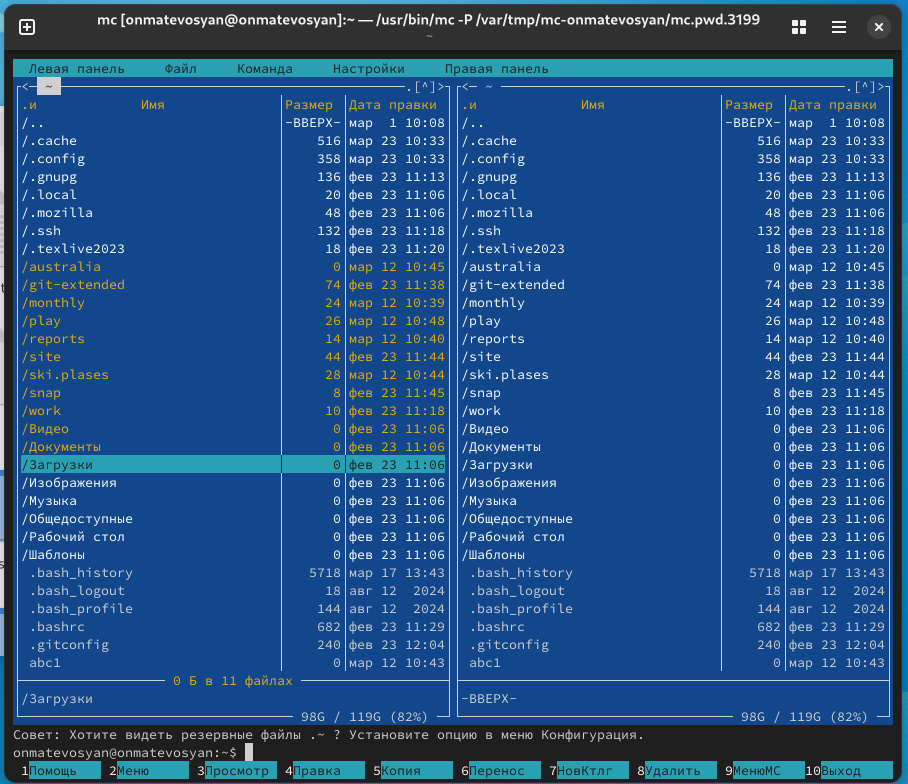 mc [onmatevosyan@onmatevosyan]:~ — /usr/bin/mc -P /var/tmp/mc-onmatevosyan/mc.pwd.3199
~
Левая панель Файл Команда Настройки Правая панель
<— ~ .[^]> <— ~ .[^]>
.и Имя Размер Дата правки .и Имя Размер Дата правки
/.. -ВВЕРХ- мар 1 10:08 /.. -ВВЕРХ- мар 1 10:08
/.cache 516 мар 23 10:33 /.cache 516 мар 23 10:33
/.config 358 мар 23 10:33 /.config 358 мар 23 10:33
/.gnupg 136 фев 23 11:13 /.gnupg 136 фев 23 11:13
/.local 20 фев 23 11:06 /.local 20 фев 23 11:06
/.mozilla 48 фев 23 11:06 /.mozilla 48 фев 23 11:06
/.ssh 132 фев 23 11:18 /.ssh 132 фев 23 11:18
/.texlive2023 18 фев 23 11:20 /.texlive2023 18 фев 23 11:20
/australia 0 мар 12 10:45 /australia 0 мар 12 10:45
/git-extended 74 фев 23 11:38 /git-extended 74 фев 23 11:38
/monthly 24 мар 12 10:39 /monthly 24 мар 12 10:39
/play 26 мар 12 10:48 /play 26 мар 12 10:48
/reports 14 мар 12 10:40 /reports 14 мар 12 10:40
/site 44 фев 23 11:44 /site 44 фев 23 11:44
/ski.plases 28 мар 12 10:44 /ski.plases 28 мар 12 10:44
/snap 8 фев 23 11:45 /snap 8 фев 23 11:45
/work 10 фев 23 11:18 /work 10 фев 23 11:18
/Видео 0 фев 23 11:06 /Видео 0 фев 23 11:06
/Документы 0 фев 23 11:06 /Документы 0 фев 23 11:06
/Загрузки 0 фев 23 11:06 /Загрузки 0 фев 23 11:06
/Изображения 0 фев 23 11:06 /Изображения 0 фев 23 11:06
/Музыка 0 фев 23 11:06 /Музыка 0 фев 23 11:06
/Общедоступные 0 фев 23 11:06 /Общедоступные 0 фев 23 11:06
/Рабочий стол 0 фев 23 11:06 /Рабочий стол 0 фев 23 11:06
/Шаблоны 0 фев 23 11:06 /Шаблоны 0 фев 23 11:06
.bash_history 5718 мар 17 13:43 .bash_history 5718 мар 17 13:43
.bash_logout 18 авг 12 2024 .bash_logout 18 авг 12 2024
.bash_profile 144 авг 12 2024 .bash_profile 144 авг 12 2024
.bashrc 682 фев 23 11:29 .bashrc 682 фев 23 11:29
.gitconfig 240 фев 23 12:04 .gitconfig 240 фев 23 12:04
abc1 0 мар 12 10:43 abc1 0 мар 12 10:43
0 Б в 11 файлах
/Загрузки -ВВЕРХ-
98G / 119G (82%) 98G / 119G (82%)
Совет: Хотите видеть резервные файлы .~ ? Установите опцию в меню Конфигурация.
onmatevosyan@onmatevosyan:~$
1Помощь 2Меню 3Просмотр 4Правка 5Копия 6Перенос 7НовКтлг 8Удалить 9МенюМС 10Выход